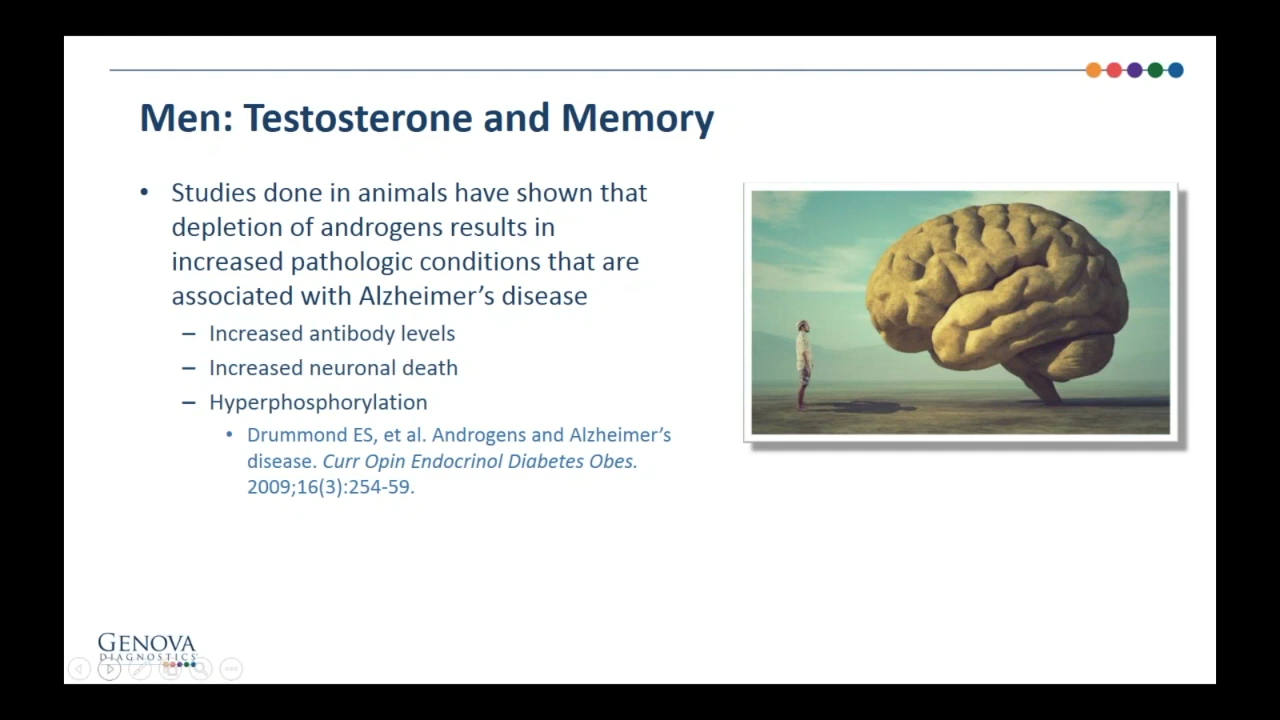 Men: Testosterone and Memory
• Studies done in animals have shown that
depletion of androgens results in
increased pathologic conditions that are
associated with Alzheimer’s disease
– Increased antibody levels
– Increased neuronal death
– Hyperphosphorylation
• Drummond ES, et al. Androgens and Alzheimer’s
disease. Curr Opin Endocrinol Diabetes Obes.
2009;16(3):254-59.
GENOVA
DIAGNOSTICS